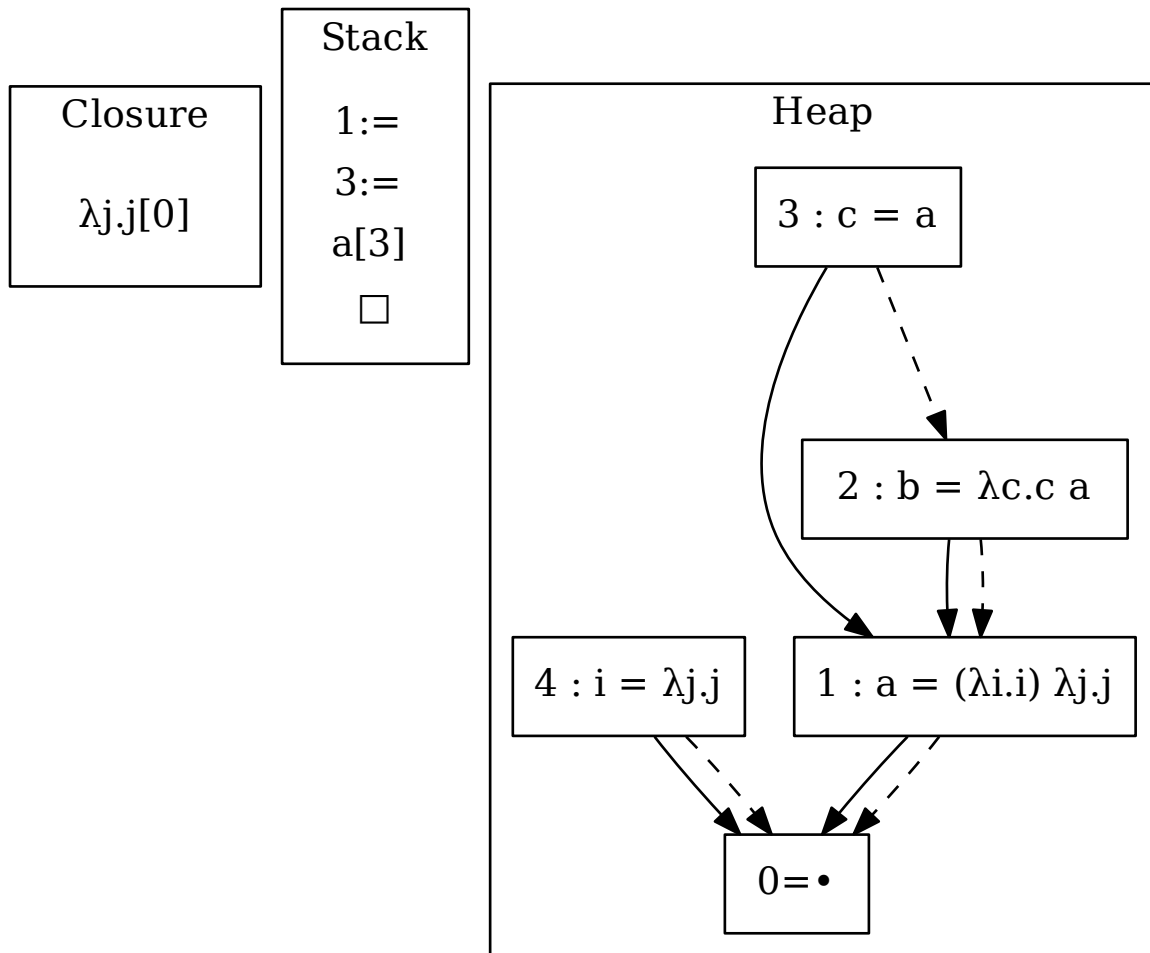 Closure
λj.j[0]
Stack
1:=
3:=
a[3]
□
Heap
3 : c = a
2 : b = λc.c a
4 : i = λj.j
1 : a = (λi.i) λj.j
0=•